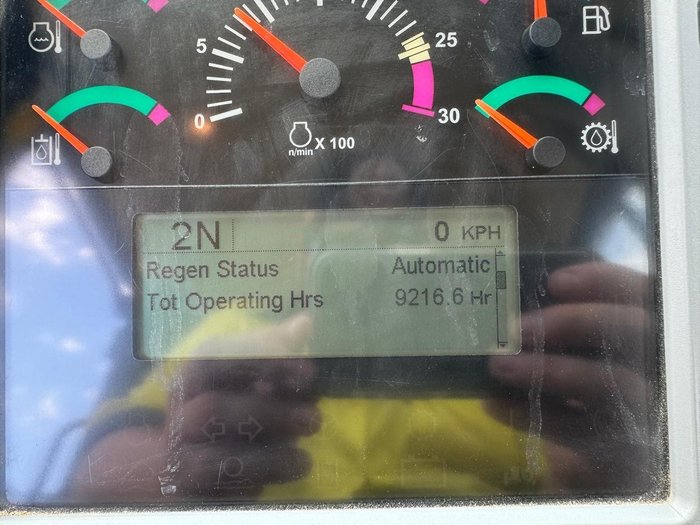 5
25
0
30
n/min X 100
2N 0 KPH
Regen Status Automatic
Tot Operating Hrs 9216.6 Hr